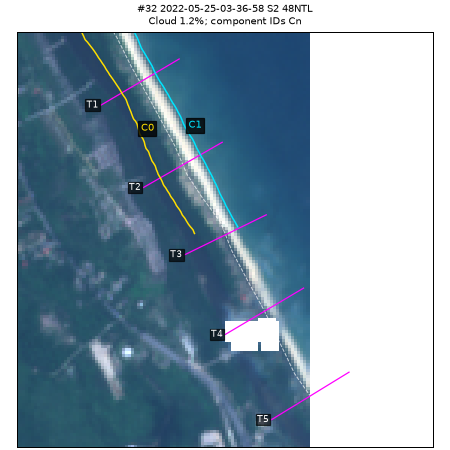 #32 2022-05-25-03-36-58 S2 48NTL
Cloud 1.2%; component IDs Cn
T1
C0
C1
T2
T3
T4
T5